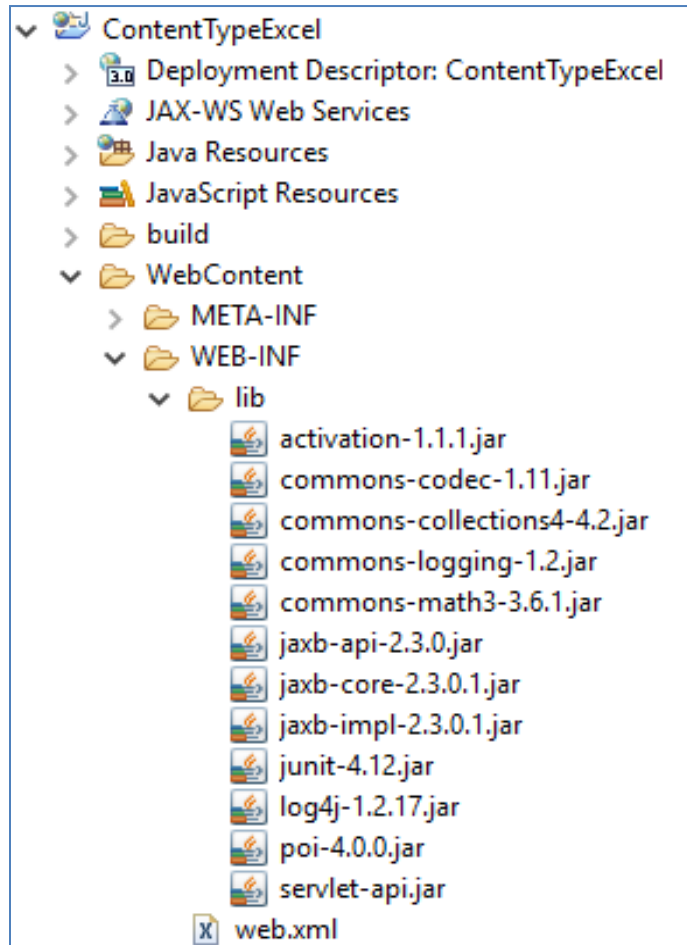 ContentTypeExcel
3.0 Deployment Descriptor: ContentTypeExcel
JAX-WS Web Services
Java Resources
JavaScript Resources
build
WebContent
META-INF
WEB-INF
lib
activation-1.1.1.jar
commons-codec-1.11.jar
commons-collections4-4.2.jar
commons-logging-1.2.jar
commons-math3-3.6.1.jar
jaxb-api-2.3.0.jar
jaxb-core-2.3.0.1.jar
jaxb-impl-2.3.0.1.jar
junit-4.12.jar
log4j-1.2.17.jar
poi-4.0.0.jar
servlet-api.jar
X web.xml